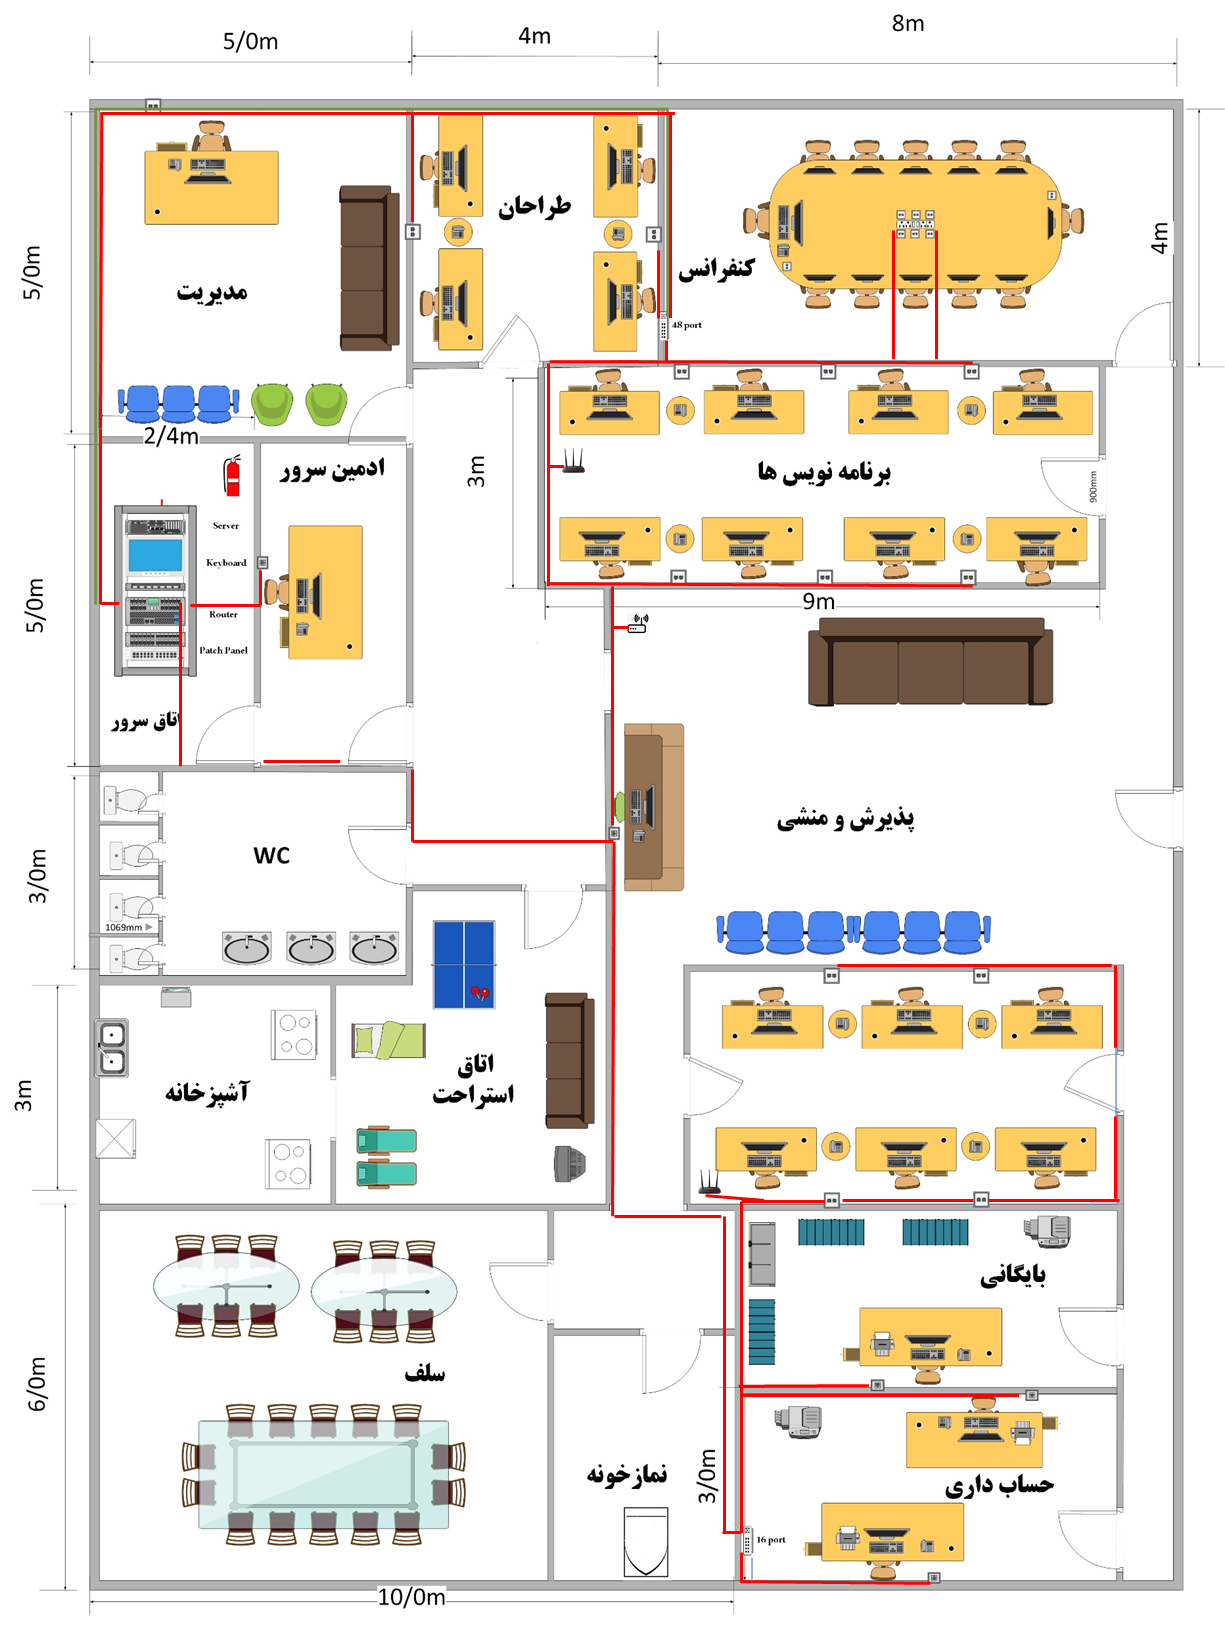 5/0m
4m
8m
5/0m
مدیریت
طراحان
کنفرانس
4m
48 port
2/4m
ادمین سرور
3m
برنامه نویس ها
900mm
Server
Keyboard
Router
Patch Panel
5/0m
اتاق سرور
9m
پذیرش و منشی
WC
3/0m
1069mm
3m
آشپزخانه
اتاق
استراحت
بایگانی
6/0m
سلف
نمازخونه
3/0m
حساب داری
16 port
10/0m